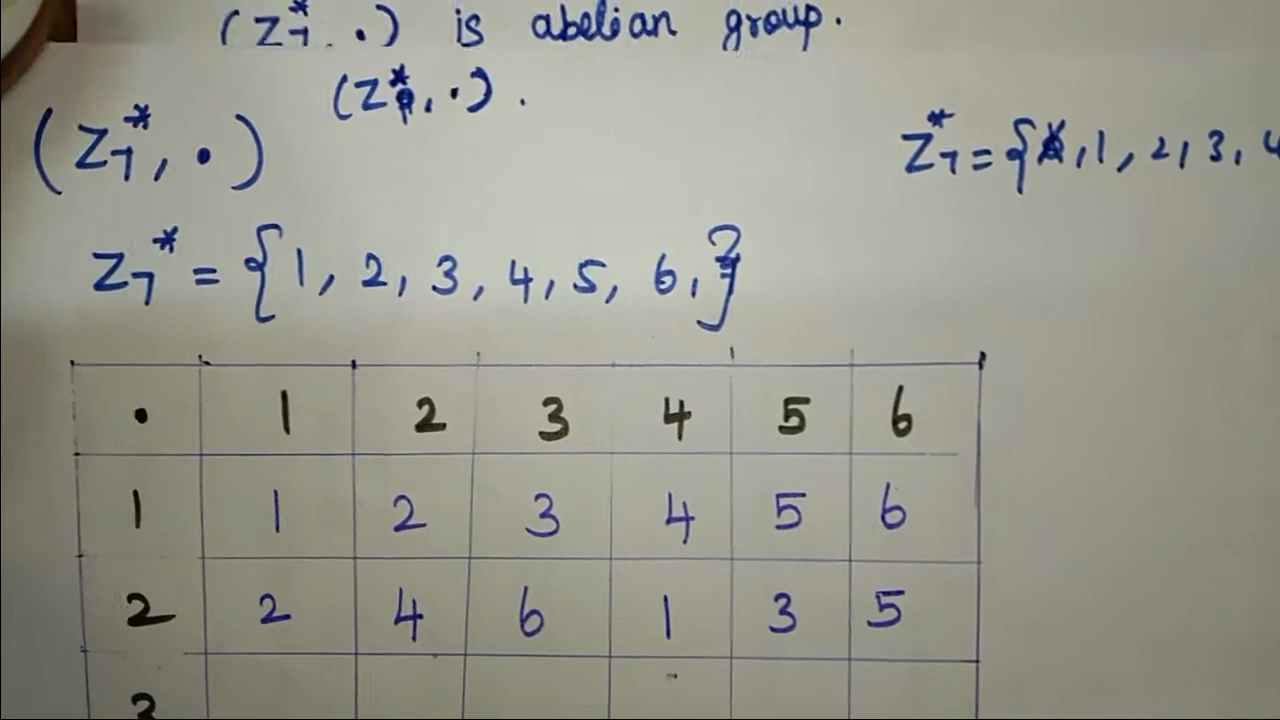 (Z₇*, •) is abelian group.
(Z*, •).
(Z₇*, •)
Z₇* = {, 1, 2, 3, 4
Z₇* = {1, 2, 3, 4, 5, 6, }
• 1 2 3 4 5 6
1 1 2 3 4 5 6
2 2 4 6 1 3 5
3